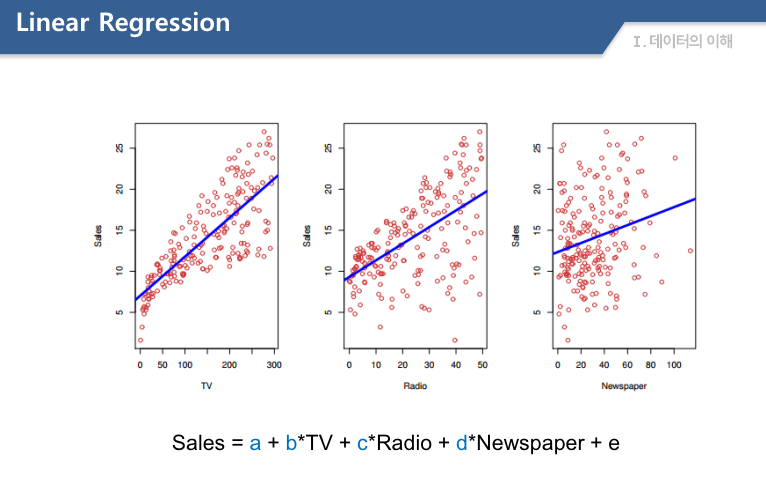 Linear Regression
I. 데이터의 이해
25
20
15
10
5
Sales
0 50 100 200 300
TV
25
20
15
10
5
Sales
0 10 20 30 40 50
Radio
25
20
15
10
5
Sales
0 20 40 60 80 100
Newspaper
Sales = a + b*TV + c*Radio + d*Newspaper + e